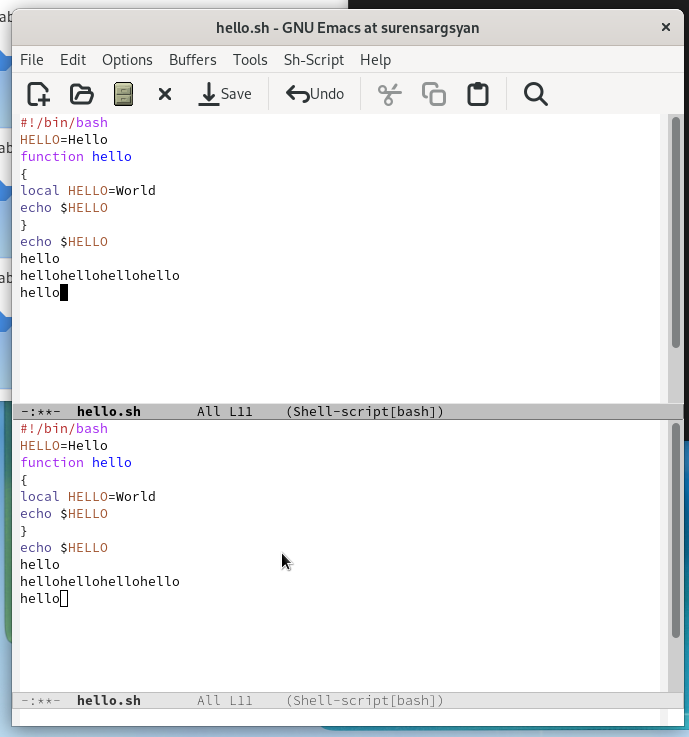 hello.sh - GNU Emacs at surensargsyan ×
File Edit Options Buffers Tools Sh-Script Help
Save Undo
#!/bin/bash
HELLO=Hello
function hello
{
local HELLO=World
echo $HELLO
}
echo $HELLO
hello
hellohellohellohello
hello
-:**- hello.sh All L11 (Shell-script[bash])
#!/bin/bash
HELLO=Hello
function hello
{
local HELLO=World
echo $HELLO
}
echo $HELLO
hello
hellohellohellohello
hello
-:**- hello.sh All L11 (Shell-script[bash])
ab
ab
ab